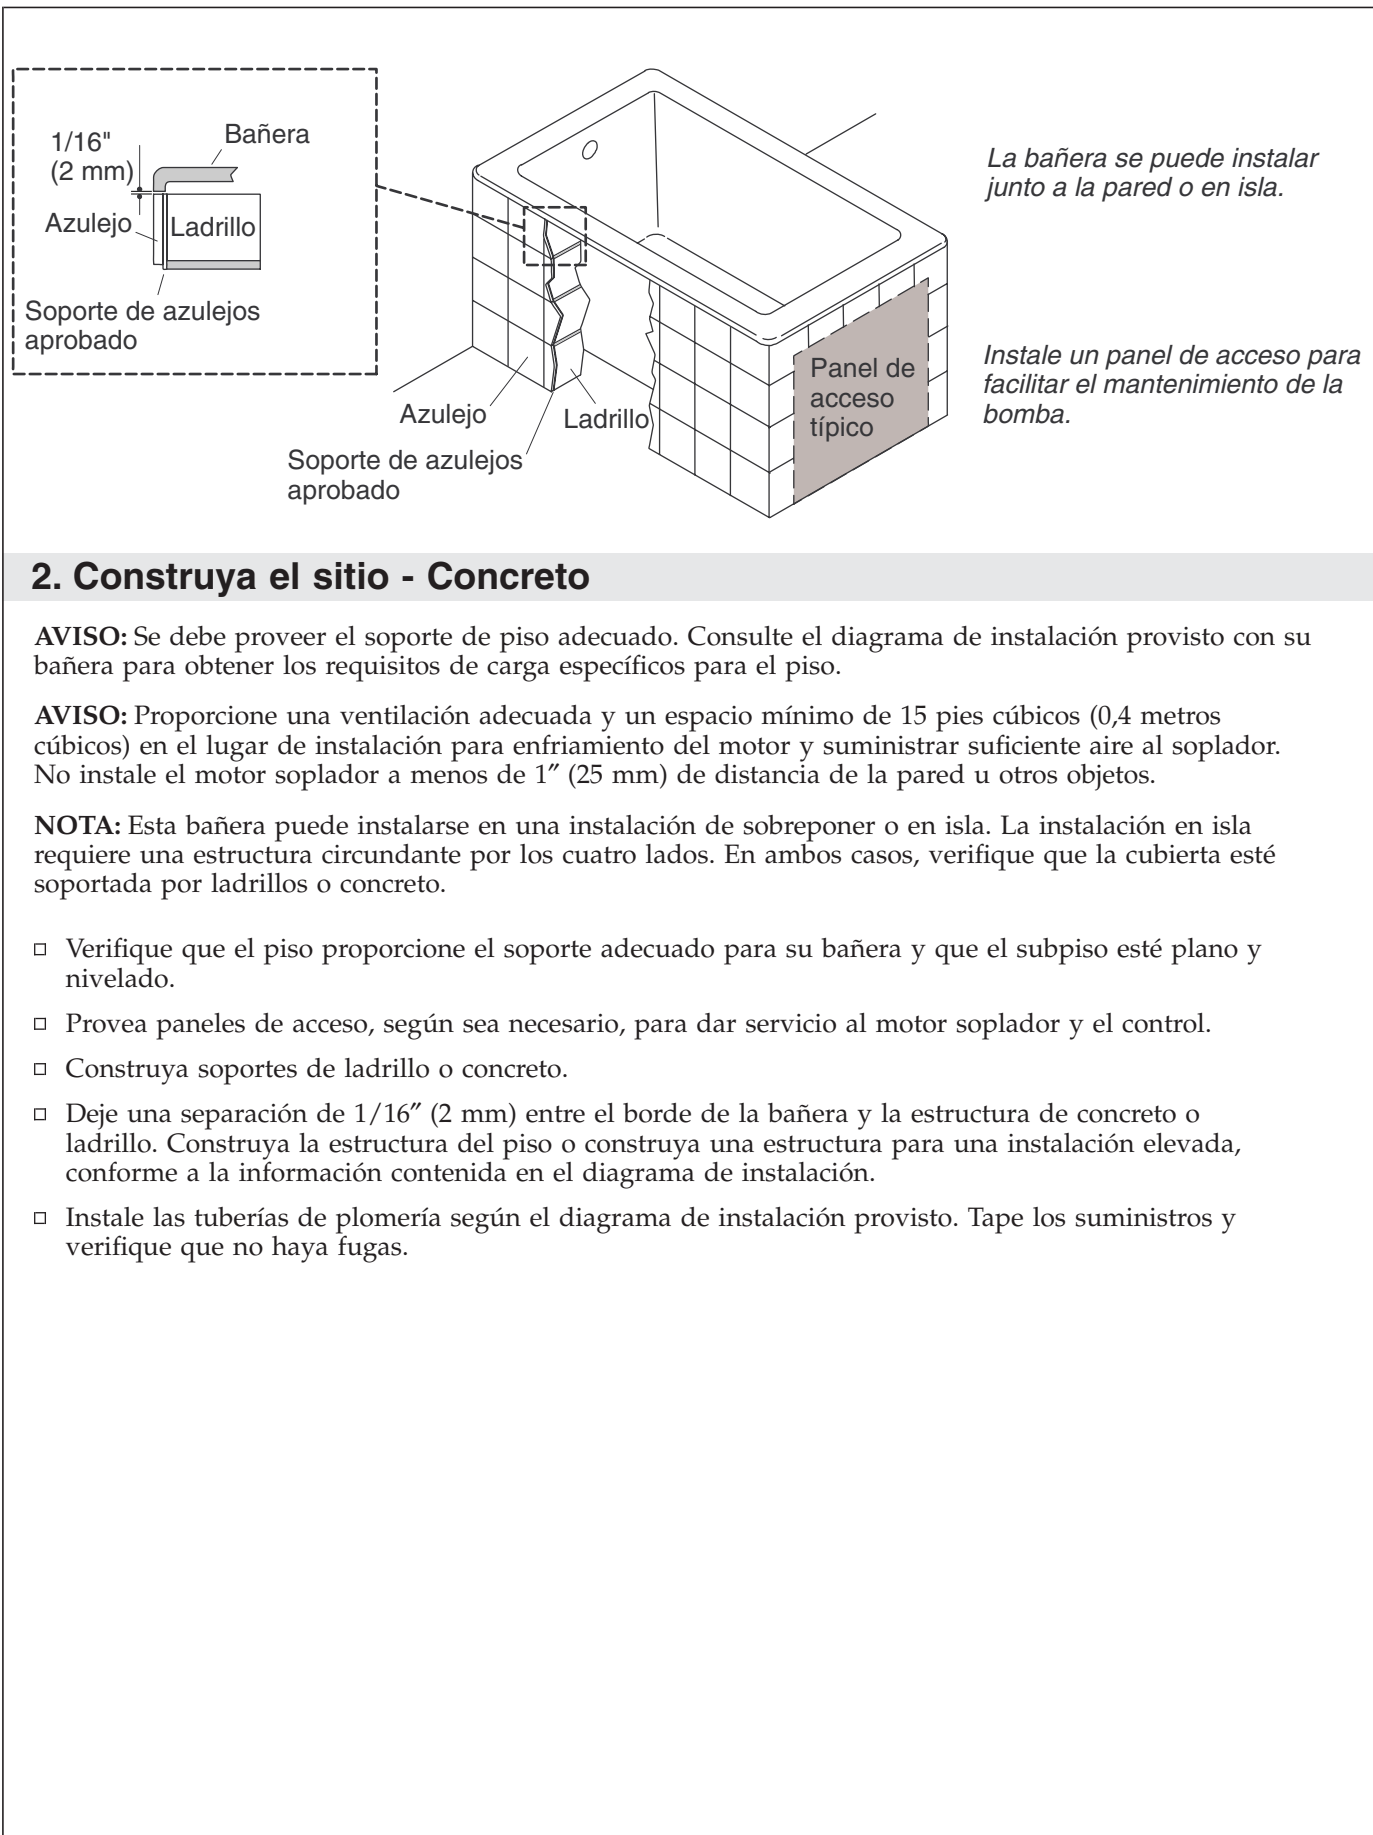 1/16"
(2 mm)
Bañera
Azulejo
Ladrillo
Soporte de azulejos
aprobado
Azulejo
Ladrillo
Soporte de azulejos
aprobado
Panel de
acceso
típico
La bañera se puede instalar
junto a la pared o en isla.
Instale un panel de acceso para
facilitar el mantenimiento de la
bomba.
2. Construya el sitio - Concreto
AVISO: Se debe proveer el soporte de piso adecuado. Consulte el diagrama de instalación provisto con su
bañera para obtener los requisitos de carga específicos para el piso.
AVISO: Proporcione una ventilación adecuada y un espacio mínimo de 15 pies cúbicos (0,4 metros
cúbicos) en el lugar de instalación para enfriamiento del motor y suministrar suficiente aire al soplador.
No instale el motor soplador a menos de 1″ (25 mm) de distancia de la pared u otros objetos.
NOTA: Esta bañera puede instalarse en una instalación de sobreponer o en isla. La instalación en isla
requiere una estructura circundante por los cuatro lados. En ambos casos, verifique que la cubierta esté
soportada por ladrillos o concreto.
□ Verifique que el piso proporcione el soporte adecuado para su bañera y que el subpiso esté plano y
nivelado.
□ Provea paneles de acceso, según sea necesario, para dar servicio al motor soplador y el control.
□ Construya soportes de ladrillo o concreto.
□ Deje una separación de 1/16″ (2 mm) entre el borde de la bañera y la estructura de concreto o
ladrillo. Construya la estructura del piso o construya una estructura para una instalación elevada,
conforme a la información contenida en el diagrama de instalación.
□ Instale las tuberías de plomería según el diagrama de instalación provisto. Tape los suministros y
verifique que no haya fugas.